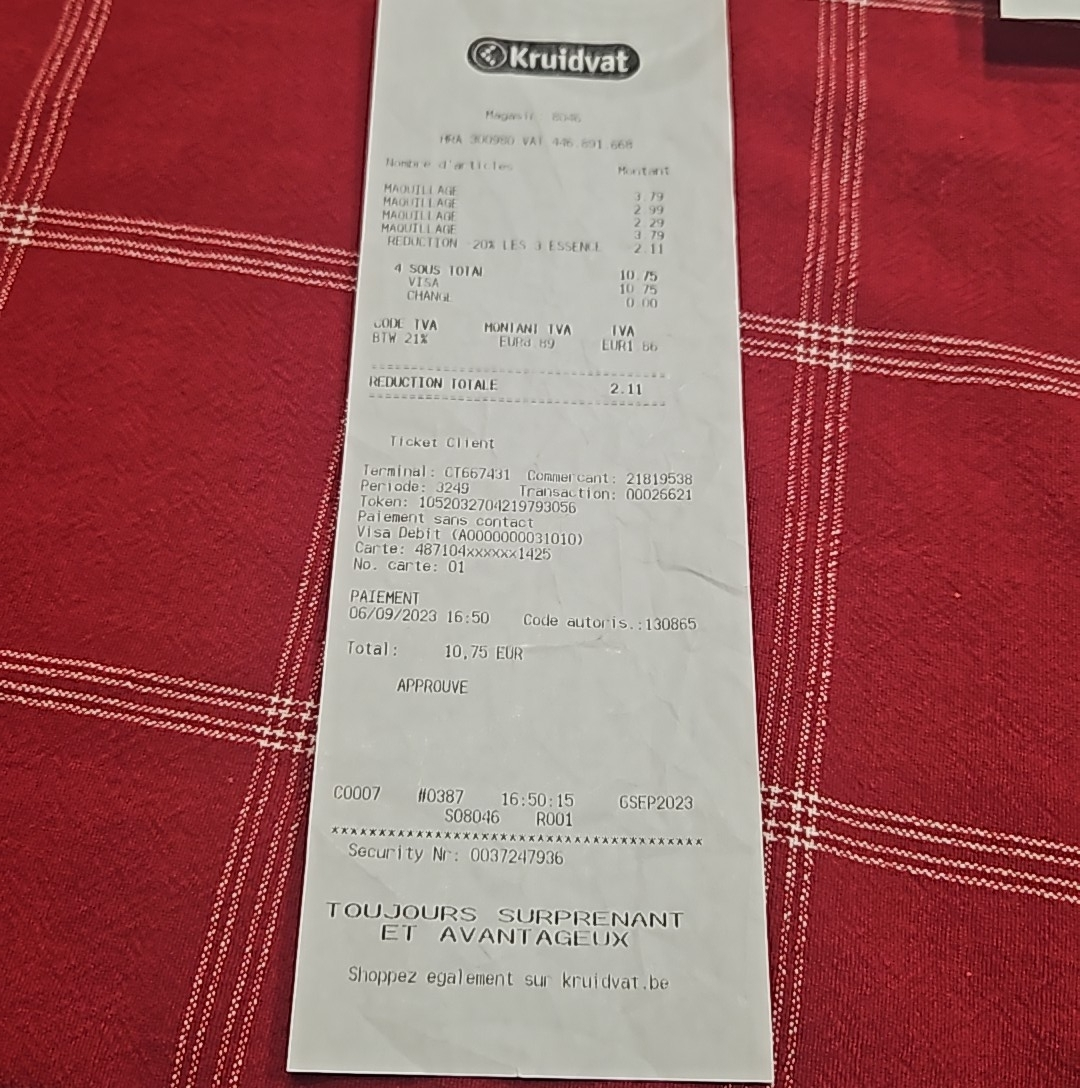 Kruidvat
Magasin 8046
HRA 300980 VAT 446.891.668
Nombre d'articles Montant
MAQUILLAGE 3.79
MAQUILLAGE 2.99
MAQUILLAGE 2.29
MAQUILLAGE 3.79
REDUCTION -20% LES 3 ESSENCE 2.11
4 SOUS TOTAL 10.75
VISA 10.75
CHANGE 0.00
CODE TVA MONTANT TVA TVA
BTW 21% EUR8.89 EUR1.86
REDUCTION TOTALE 2.11
Ticket Client
Terminal: CT667431 Commercant: 21819538
Periode: 3249 Transaction: 00026621
Token: 1052032704219793056
Paiement sans contact
Visa Debit (A0000000031010)
Carte: 487104xxxxxx1425
No. carte: 01
PAIEMENT
06/09/2023 16:50 Code autoris.:130865
Total: 10,75 EUR
APPROUVE
C0007 #0387 16:50:15 6SEP2023
S08046 R001
***************************************
Security Nr: 0037247936
TOUJOURS SURPRENANT
ET AVANTAGEUX
Shoppez egalement sur kruidvat.be